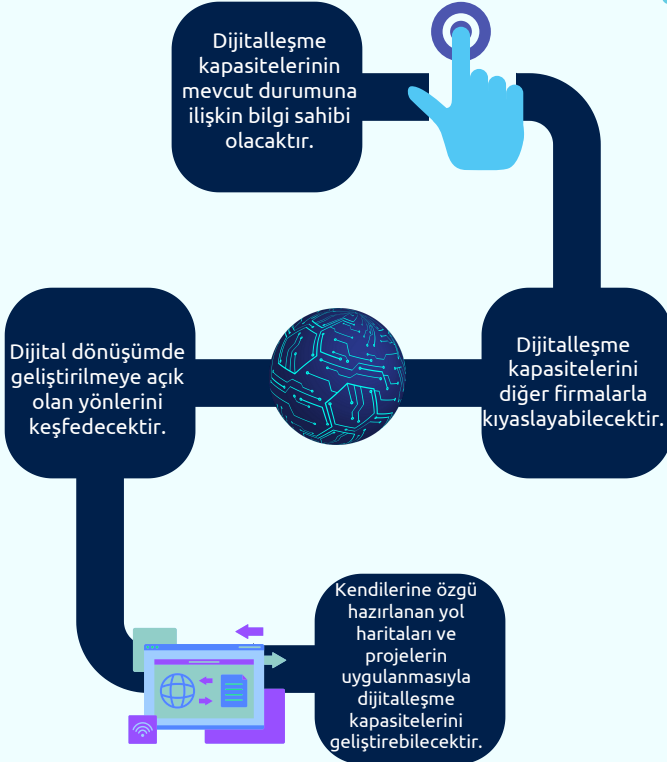 Dijitalleşme
kapasitelerinin
mevcut durumuna
ilişkin bilgi sahibi
olacaktır.
Dijitalleşme
kapasitelerini
diğer firmalarla
kıyaslayabilecektir.
Dijital dönüşümde
geliştirilmeye açık
olan yönlerini
keşfedecektir.
Kendilerine özgü
hazırlanan yol
haritaları ve
projelerin
uygulanmasıyla
dijitalleşme
kapasitelerini
geliştirebilecektir.